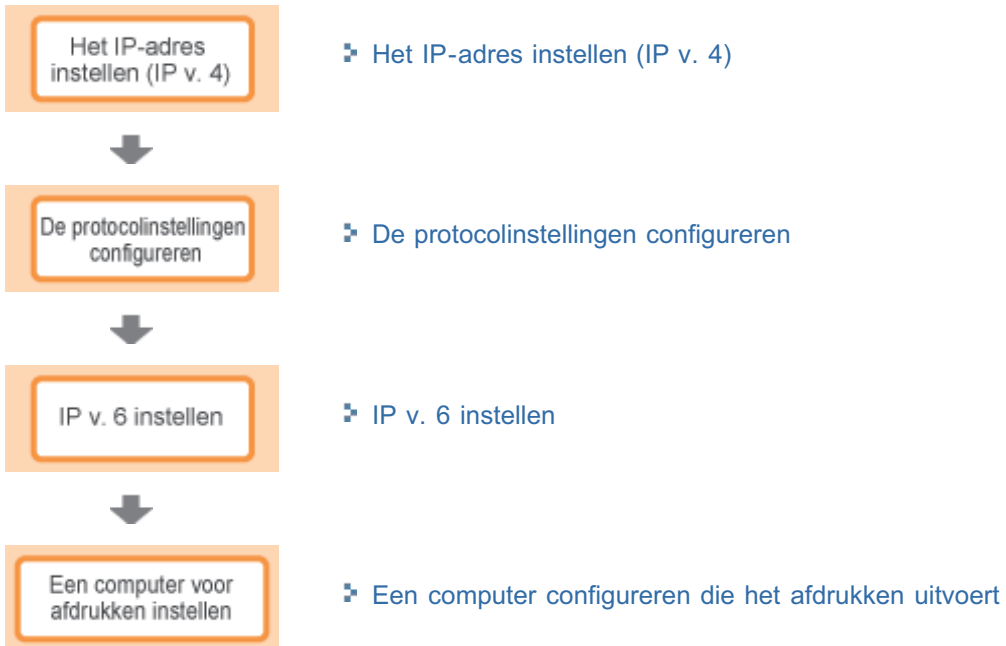 Het IP-adres
instellen (IP v. 4)
Het IP-adres instellen (IP v. 4)
De protocolinstellingen
configureren
De protocolinstellingen configureren
IP v. 6 instellen
IP v. 6 instellen
Een computer voor
afdrukken instellen
Een computer configureren die het afdrukken uitvoert